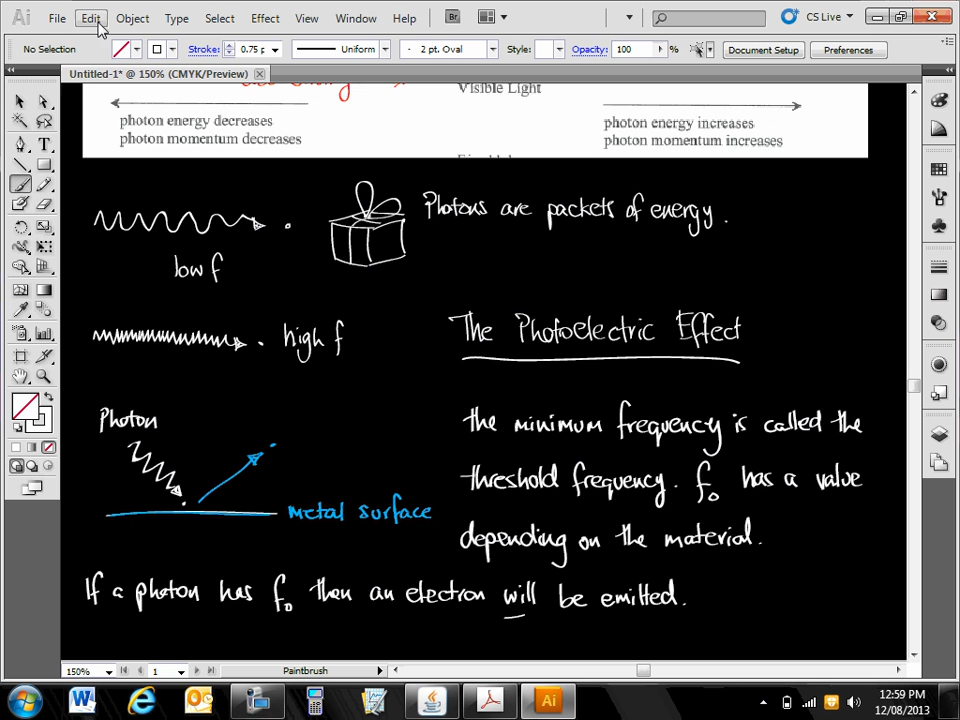 Ai File Edit Object Type Select Effect View Window Help Br CS Live
No Selection Stroke: 0.75 p Uniform 2 pt. Oval Style: Opacity: 100 % Document Setup Preferences
Untitled-1* @ 150% (CMYK/Preview)
Visible Light
photon energy decreases
photon momentum decreases
photon energy increases
photon momentum increases
Photons are packets of energy.
low f
high f
The Photoelectric Effect
Photon
metal surface
the minimum frequency is called the
threshold frequency. f₀ has a value
depending on the material.
If a photon has f₀ then an electron will be emitted.
150% 1 Paintbrush
12:59 PM
12/08/2013